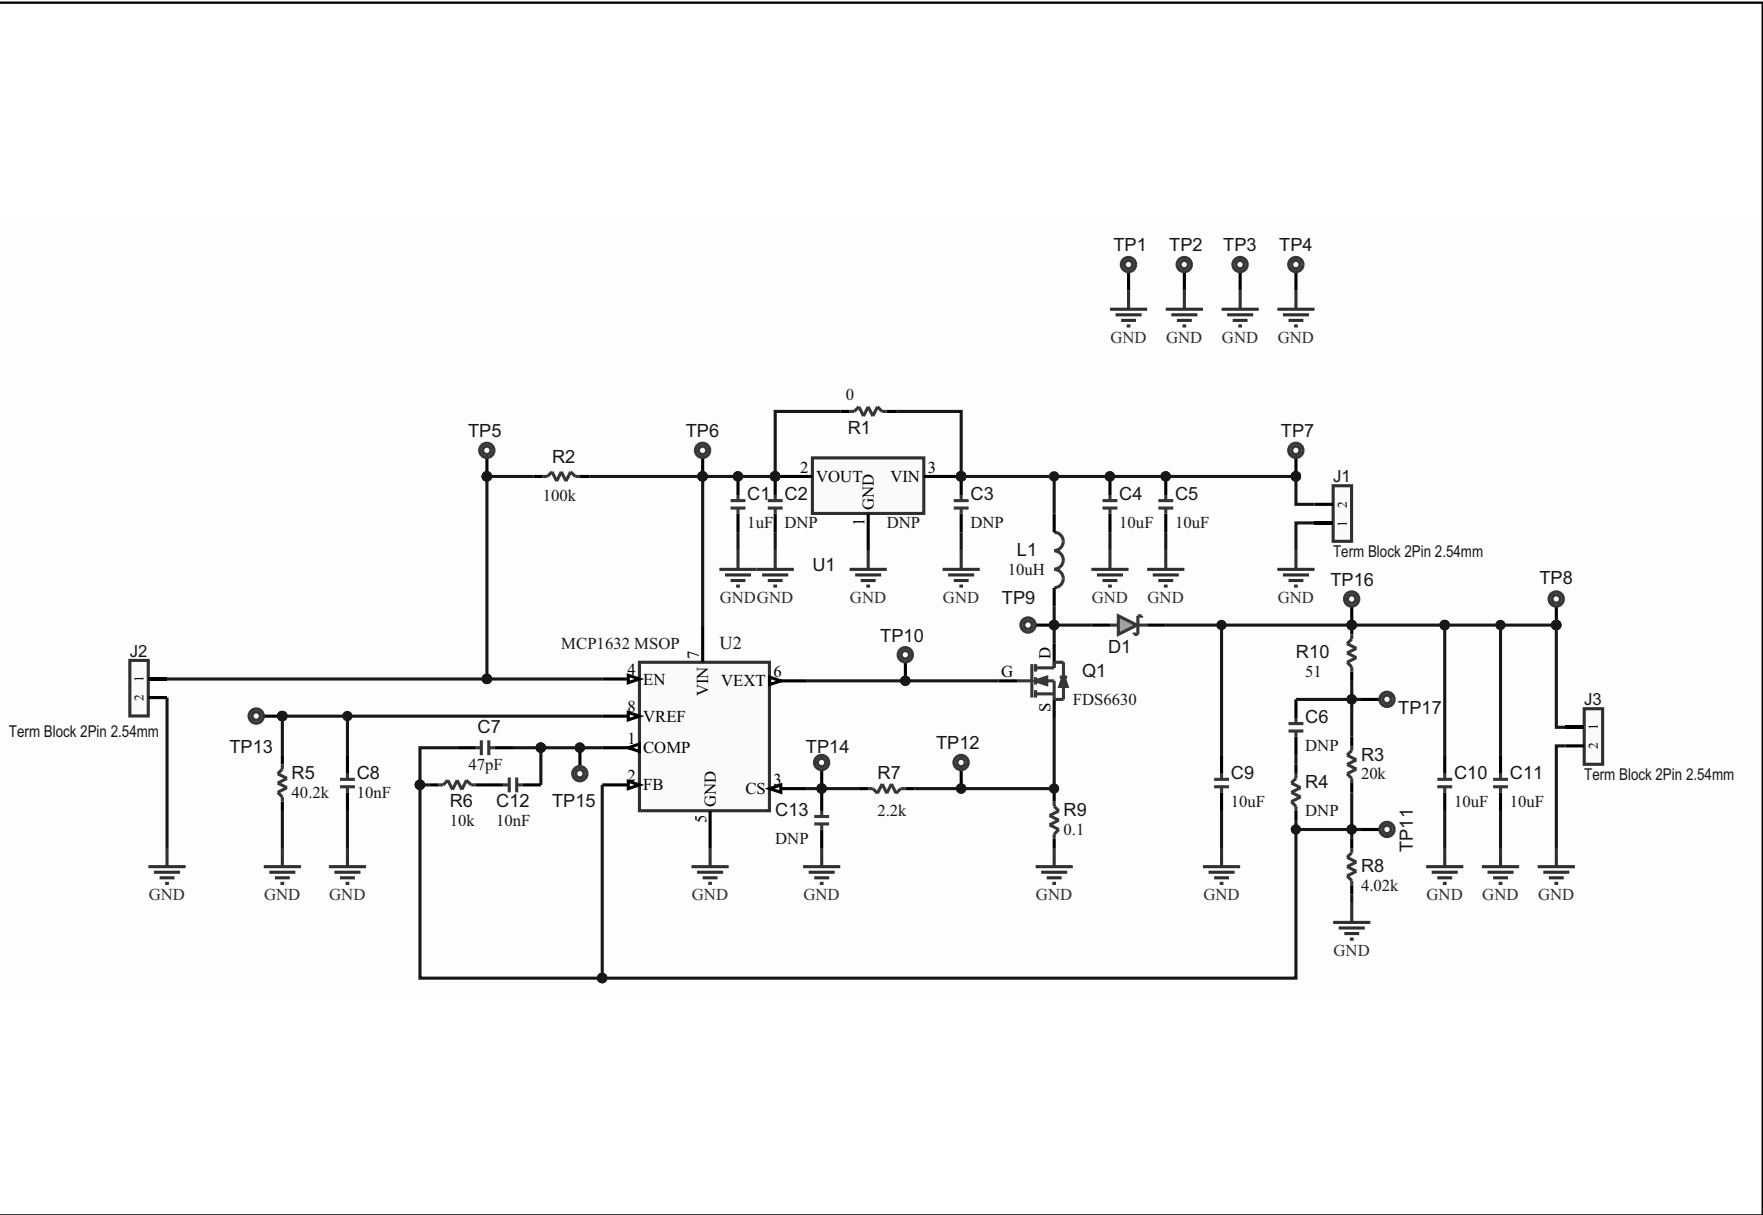 TP1 TP2 TP3 TP4
GND GND GND GND
0
R1
TP5 TP6 TP7
R2
100k
2 VOUT GND VIN 3
1
DNP
U1
C1 C2 C3 C4 C5
1uF DNP DNP 10uF 10uF
J1
2
1
Term Block 2Pin 2.54mm
L1
10uH
GND GND GND GND GND GND GND
TP9 TP16 TP8
D1
MCP1632 MSOP U2
TP10
7
VIN
4 EN
VEXT 6
8 VREF
1 COMP
2 FB
CS 3
GND
5
G
D
S
Q1
FDS6630
J2
1
2
Term Block 2Pin 2.54mm
TP13
R5
40.2k
C8
10nF
C7
47pF
R6
10k
C12
10nF
TP15
TP14
TP12
R7
2.2k
C13
DNP
R9
0.1
R10
51
TP17
C6
DNP
R3
20k
R4
DNP
TP11
R8
4.02k
C9
10uF
C10
10uF
C11
10uF
J3
1
2
Term Block 2Pin 2.54mm
GND GND GND GND GND GND GND GND GND GND
GND